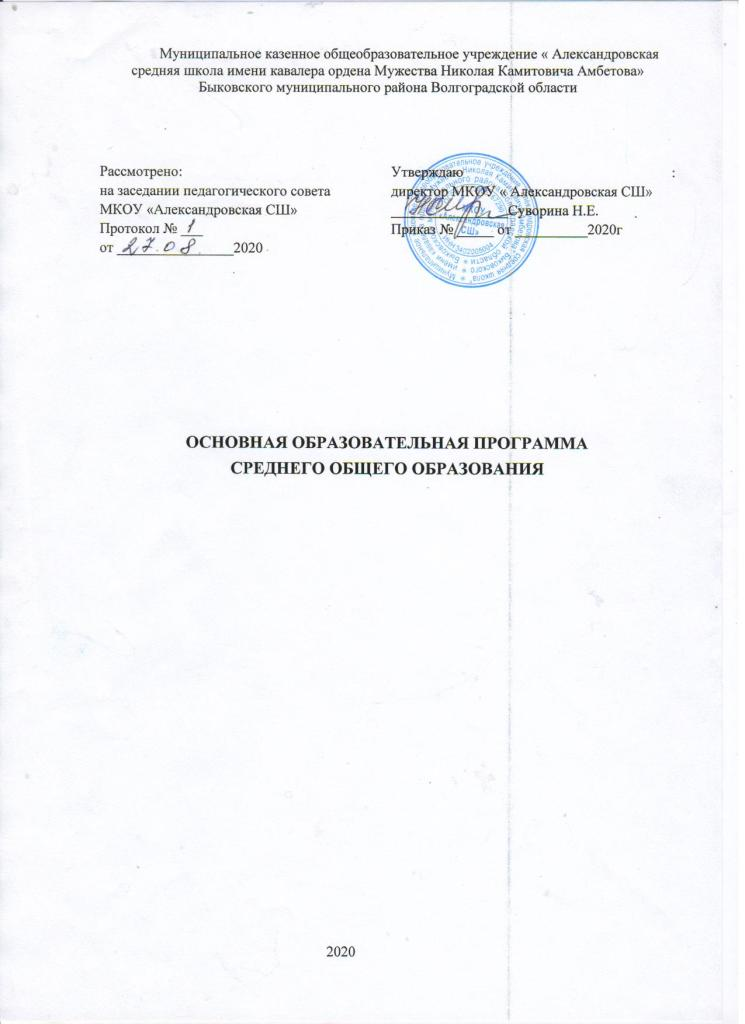 Муниципальное казенное общеобразовательное учреждение « Александровская
средняя школа имени кавалера ордена Мужества Николая Камитовича Амбетова»
Быковского муниципального района Волгоградской области
Рассмотрено:
на заседании педагогического совета
МКОУ «Александровская СШ»
Протокол № 1
от 27.08. 2020
Утверждаю :
директор МКОУ « Александровская СШ»
Суворина Н.Е.
Приказ №_____ от __________2020г
ОСНОВНАЯ ОБРАЗОВАТЕЛЬНАЯ ПРОГРАММА
СРЕДНЕГО ОБЩЕГО ОБРАЗОВАНИЯ
2020